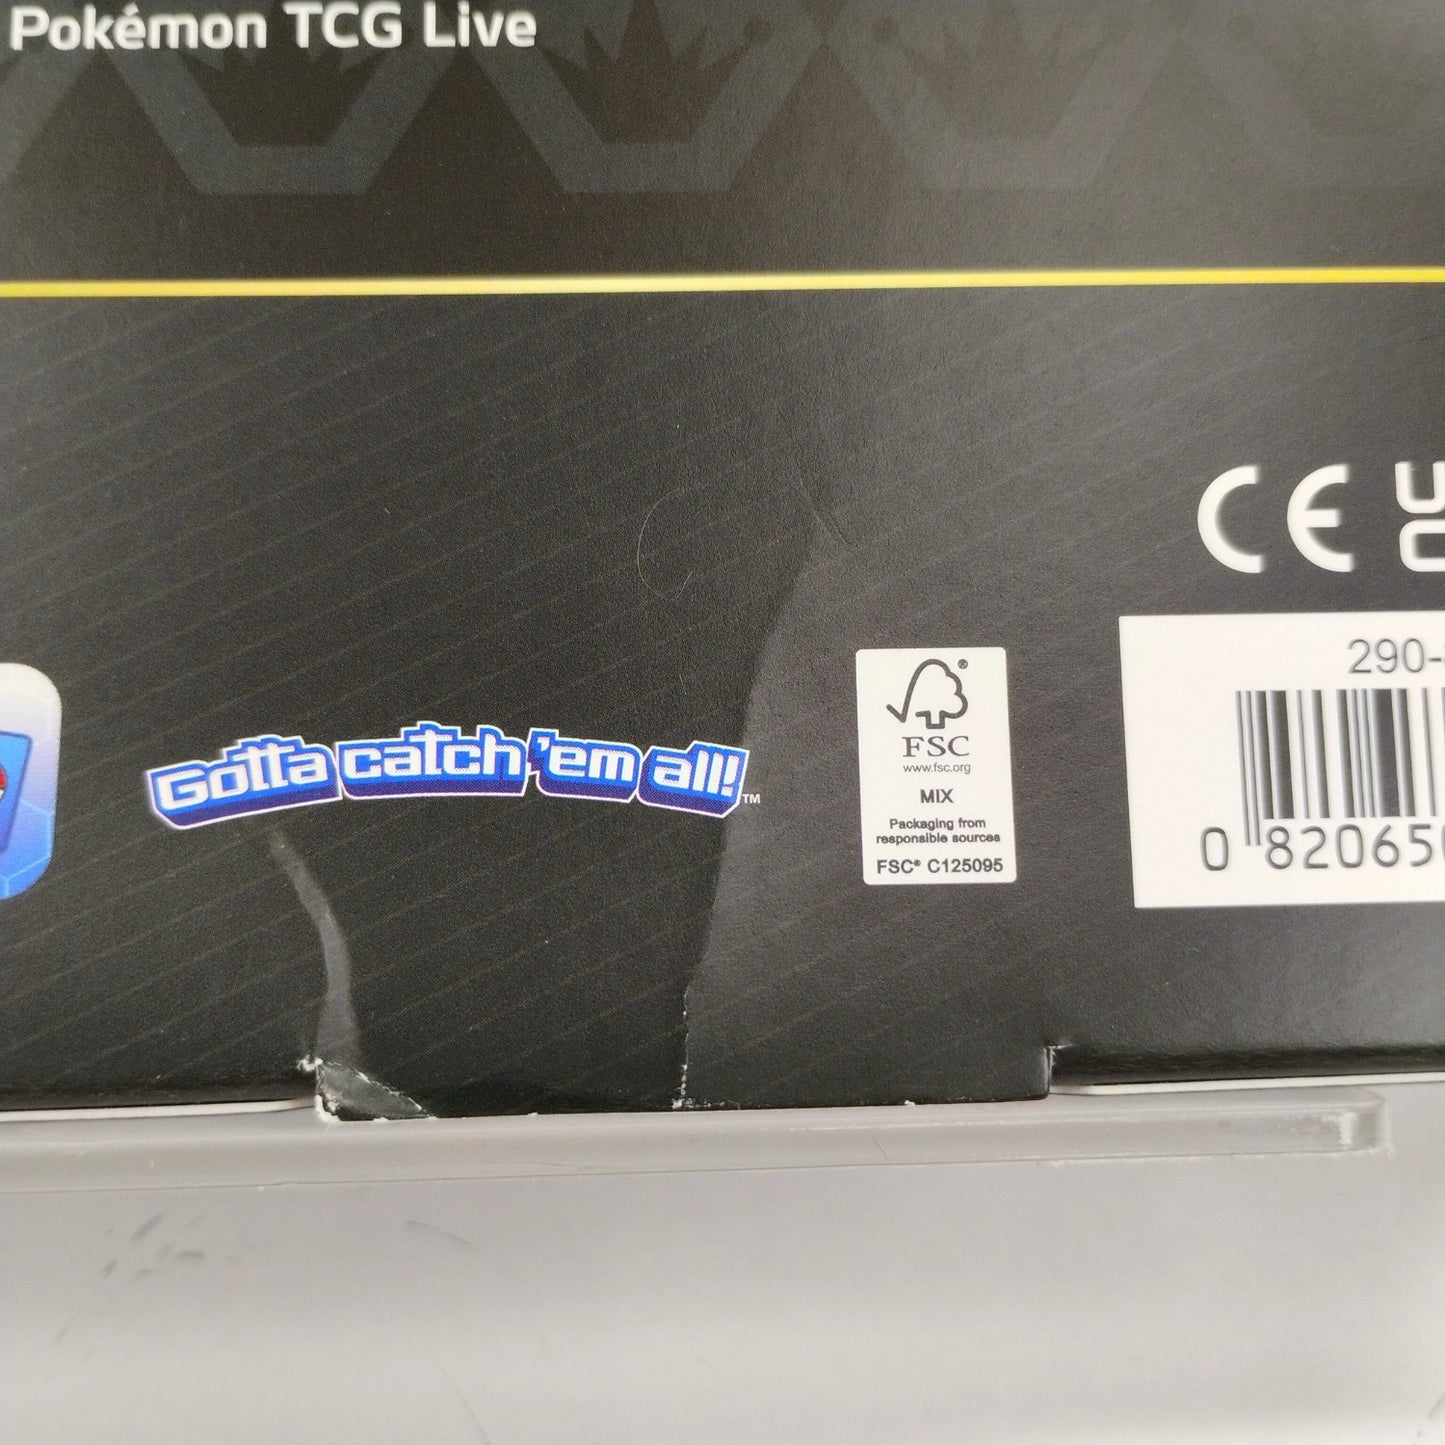 Pokémon TCG Live
CE
290-
Gotta catch 'em all!™
FSC®
www.fsc.org
MIX
Packaging from
responsible sources
FSC® C125095
0 82065